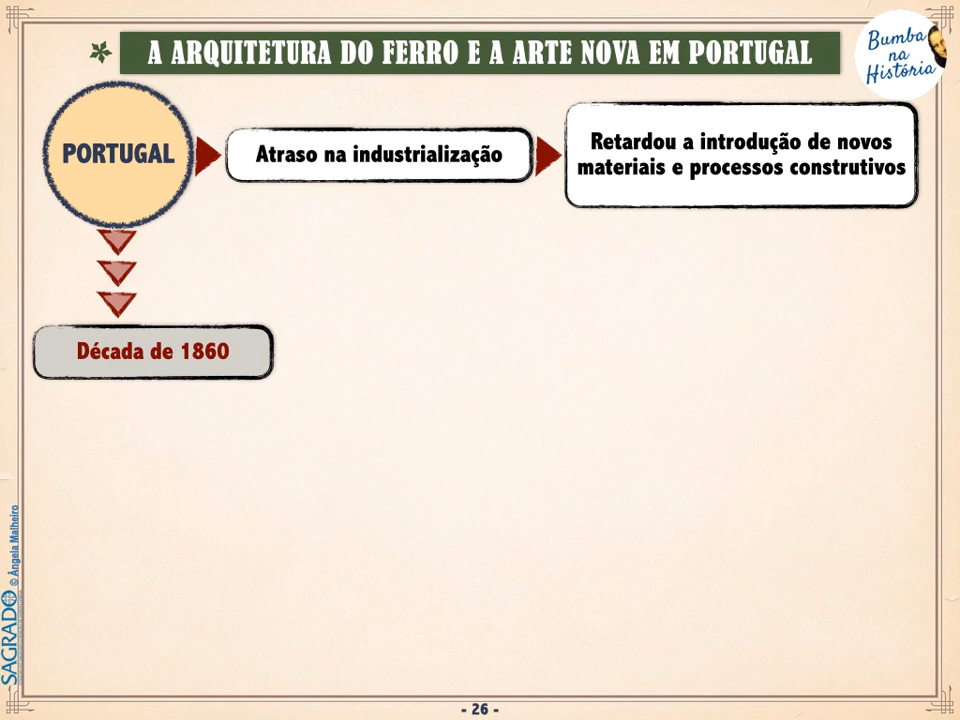 A ARQUITETURA DO FERRO E A ARTE NOVA EM PORTUGAL
Bumba
na
História
PORTUGAL
Atraso na industrialização
Retardou a introdução de novos
materiais e processos construtivos
Década de 1860
SAGRADO
© Ângela Malheiro
- 26 -